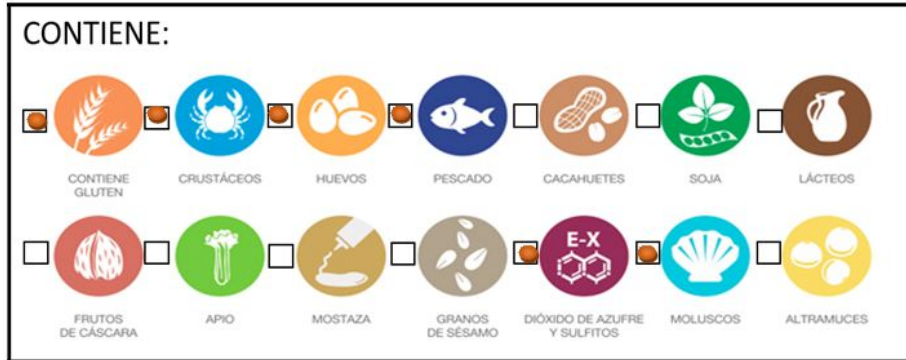 CONTIENE:
CONTIENE
GLUTEN
CRUSTÁCEOS
HUEVOS
PESCADO
CACAHUETES
SOJA
LÁCTEOS
E-X
FRUTOS
DE CÁSCARA
APIO
MOSTAZA
GRANOS
DE SÉSAMO
DIÓXIDO DE AZUFRE
Y SULFITOS
MOLUSCOS
ALTRAMUCES